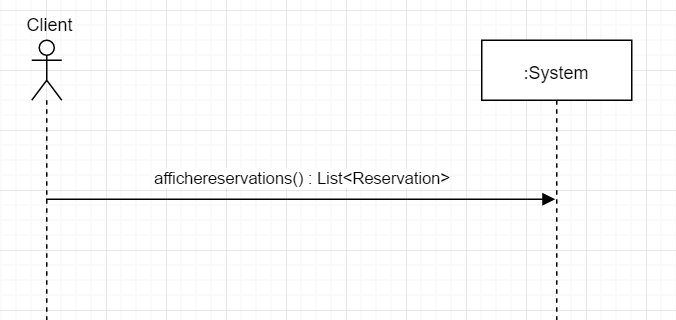 Client
:System
affichereservations() : List<Reservation>